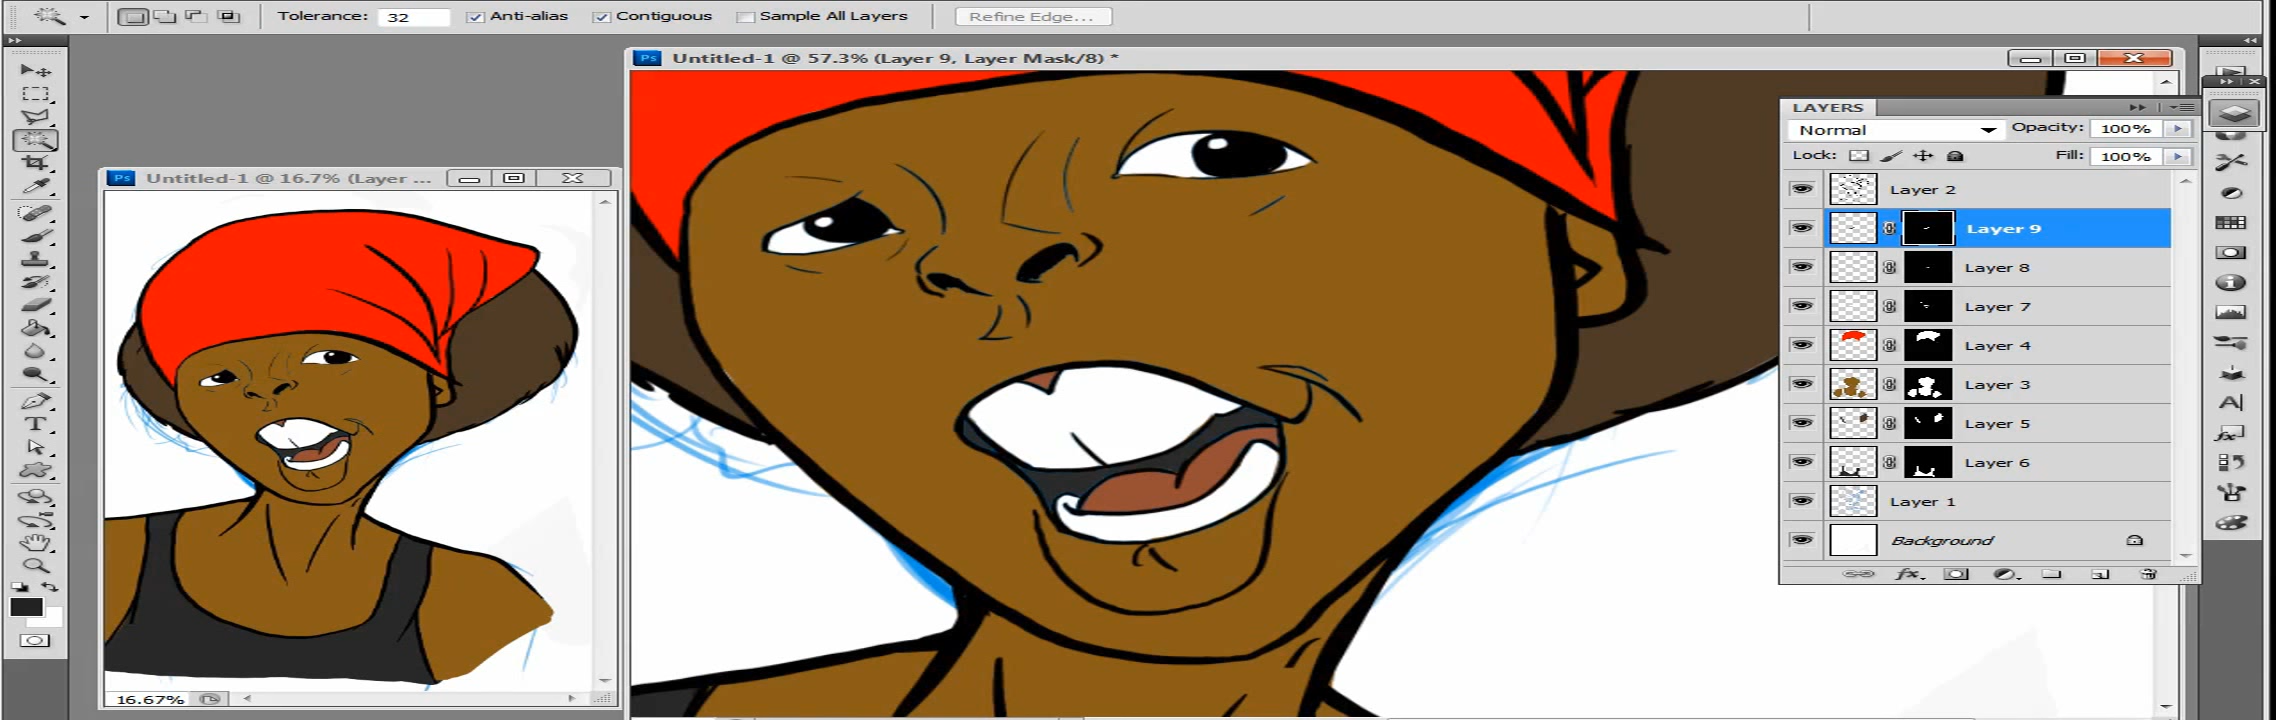 Tolerance: 32 Anti-alias Contiguous Sample All Layers Refine Edge...
Ps Untitled-1 @ 57.3% (Layer 9, Layer Mask/8) *
Ps Untitled-1 @ 16.7% (Layer ...
16.67%
LAYERS
Normal Opacity: 100%
Lock: Fill: 100%
Layer 2
Layer 9
Layer 8
Layer 7
Layer 4
Layer 3
Layer 5
Layer 6
Layer 1
Background